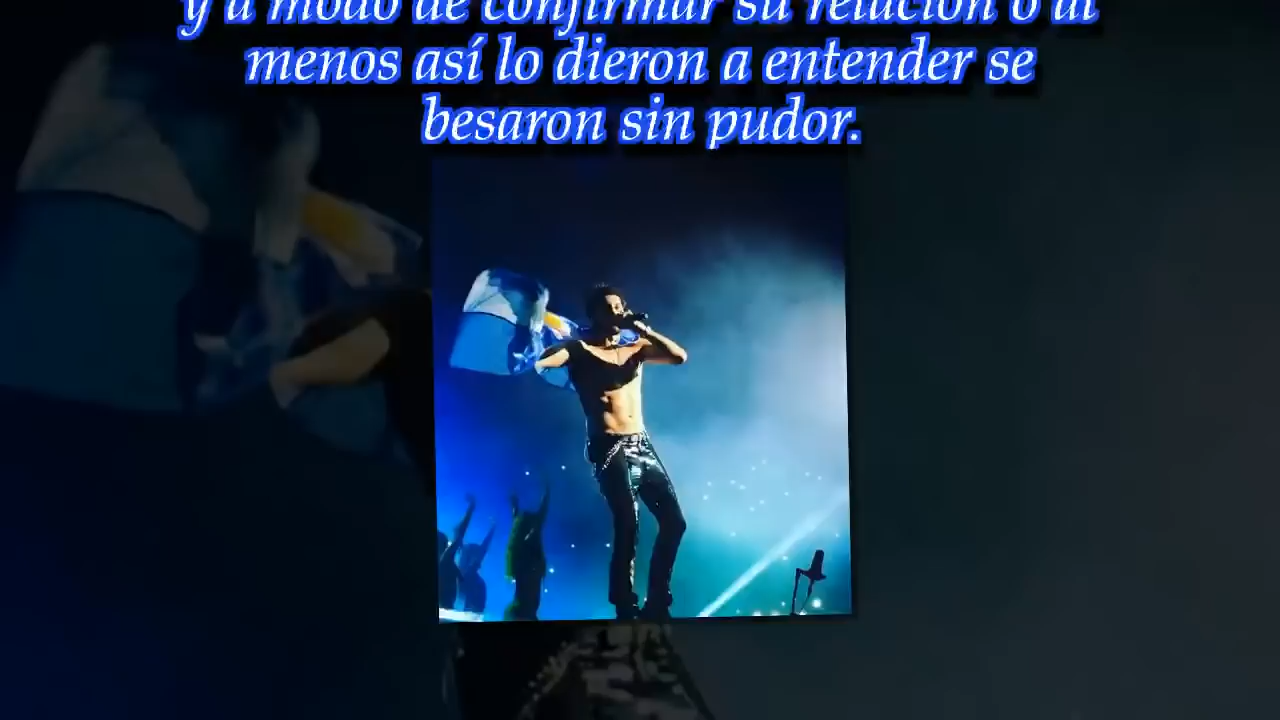 y a modo de confirmar su relación o al
menos así lo dieron a entender se
besaron sin pudor.